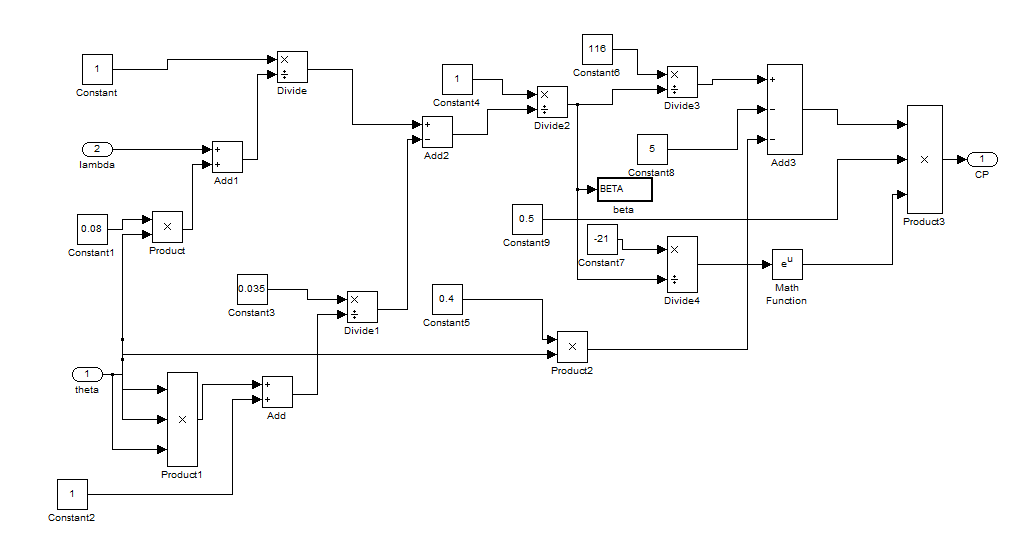 116
Constant6
×
÷
Divide
1
Constant
1
Constant4
×
÷
Divide2
×
÷
Divide3
+
−
−
Add3
2
lambda
+
+
Add1
+
−
Add2
5
Constant8
BETA
beta
×
Product3
1
CP
0.08
Constant1
×
Product
0.5
Constant9
-21
Constant7
×
÷
Divide4
eu
Math
Function
0.035
Constant3
×
÷
Divide1
0.4
Constant5
×
Product2
1
theta
×
Product1
+
+
Add
1
Constant2